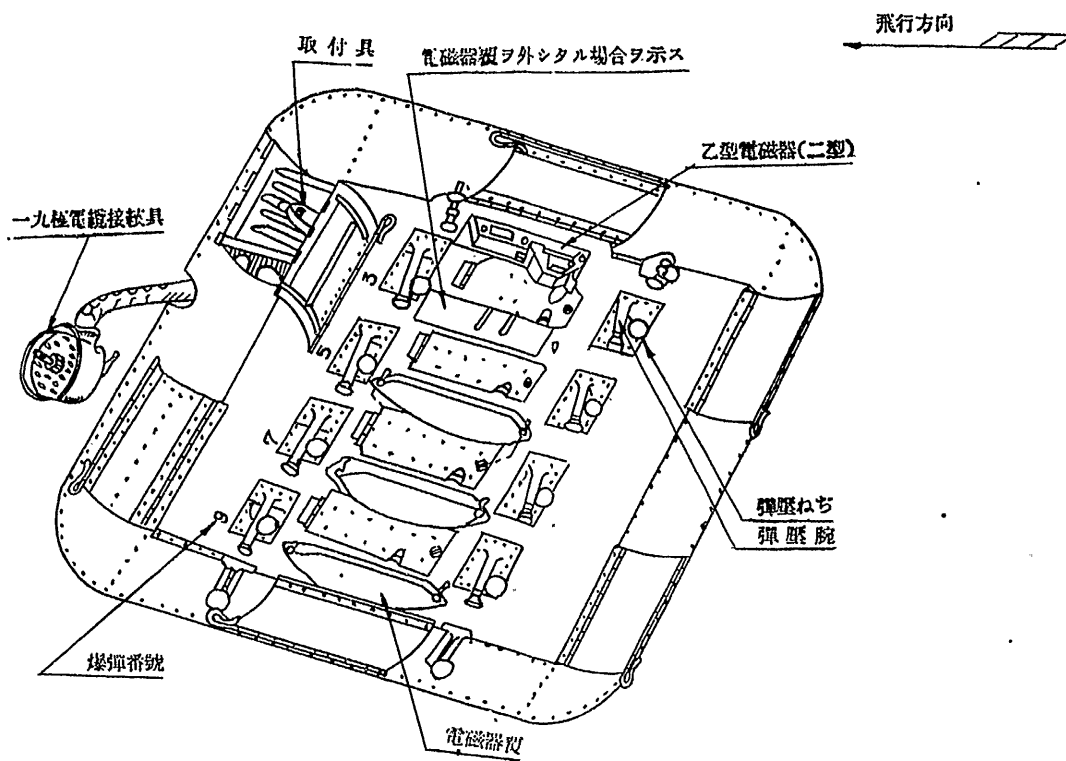 飛行方向
取付具
電磁器覆ヲ外シタル場合ヲ示ス
乙型電磁器(二型)
一九極電纜接続具
3
5
7
9
彈壓ねぢ
彈壓腕
爆彈番號
電磁器覆